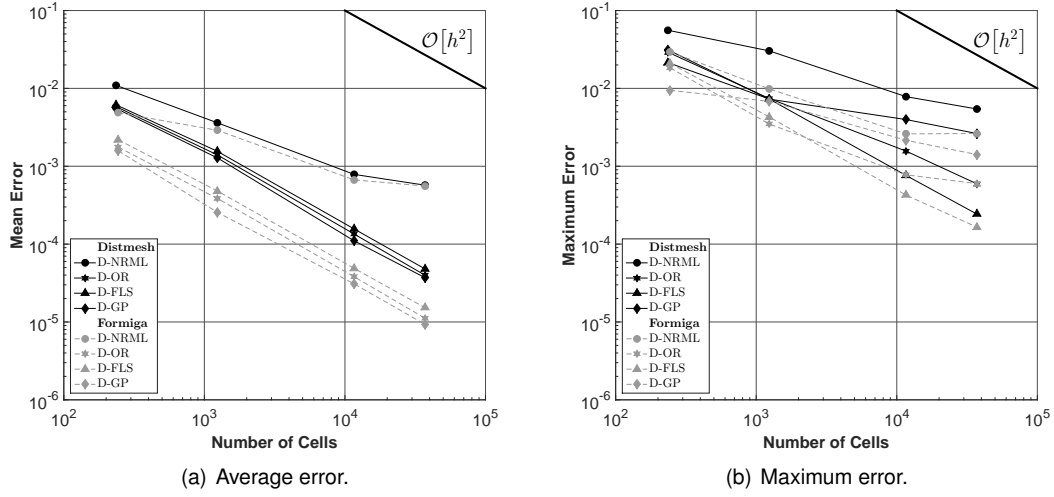 10^-1
10^-2
10^-3
10^-4
10^-5
10^-6
Mean Error
O[h^2]
Distmesh
D-NRML
D-OR
D-FLS
D-GP
Formiga
D-NRML
D-OR
D-FLS
D-GP
10^2 10^3 10^4 10^5
Number of Cells
(a) Average error.
10^-1
10^-2
10^-3
10^-4
10^-5
10^-6
Maximum Error
O[h^2]
Distmesh
D-NRML
D-OR
D-FLS
D-GP
Formiga
D-NRML
D-OR
D-FLS
D-GP
10^2 10^3 10^4 10^5
Number of Cells
(b) Maximum error.